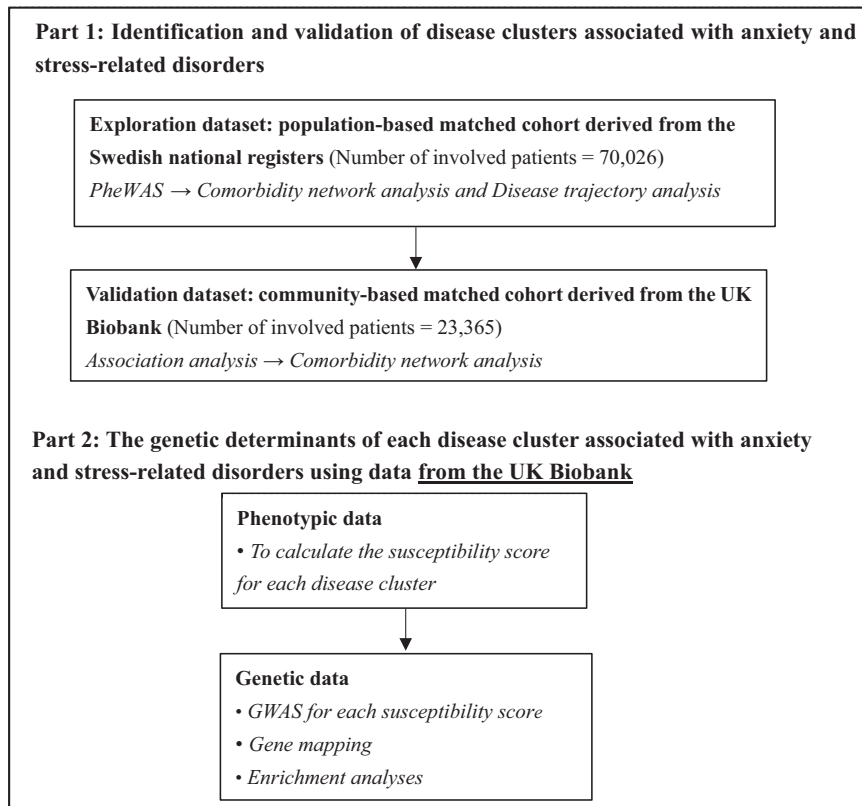 Part 1: Identification and validation of disease clusters associated with anxiety and
stress-related disorders
Exploration dataset: population-based matched cohort derived from the
Swedish national registers (Number of involved patients = 70,026)
PheWAS → Comorbidity network analysis and Disease trajectory analysis
Validation dataset: community-based matched cohort derived from the UK
Biobank (Number of involved patients = 23,365)
Association analysis → Comorbidity network analysis
Part 2: The genetic determinants of each disease cluster associated with anxiety
and stress-related disorders using data from the UK Biobank
Phenotypic data
• To calculate the susceptibility score
for each disease cluster
Genetic data
• GWAS for each susceptibility score
• Gene mapping
• Enrichment analyses